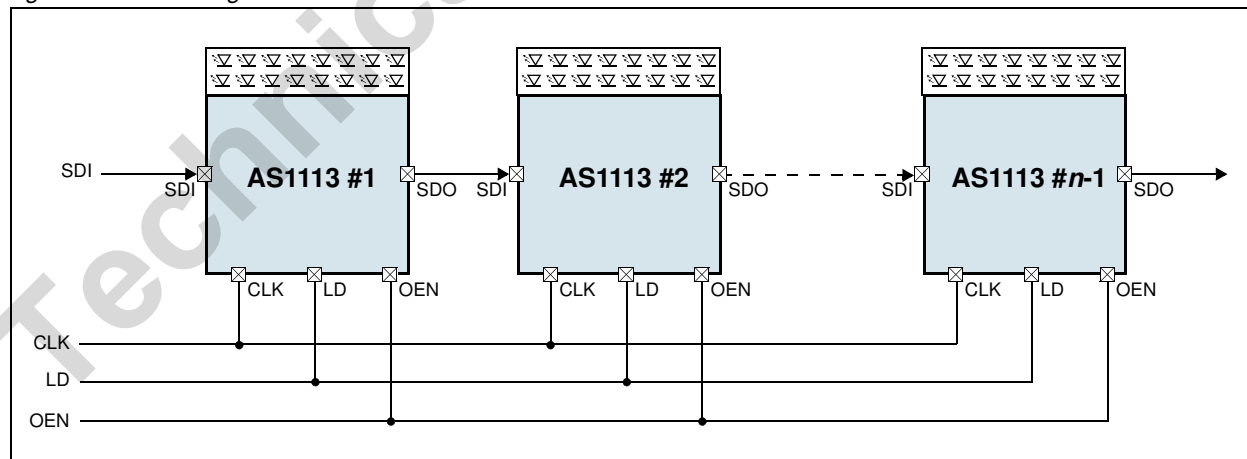 AS1113 #1
AS1113 #2
AS1113 #n-1
SDI
SDI
SDO
SDI
SDO
SDI
SDO
CLK
LD
OEN
CLK
LD
OEN
CLK
LD
OEN
CLK
LD
OEN
Technic